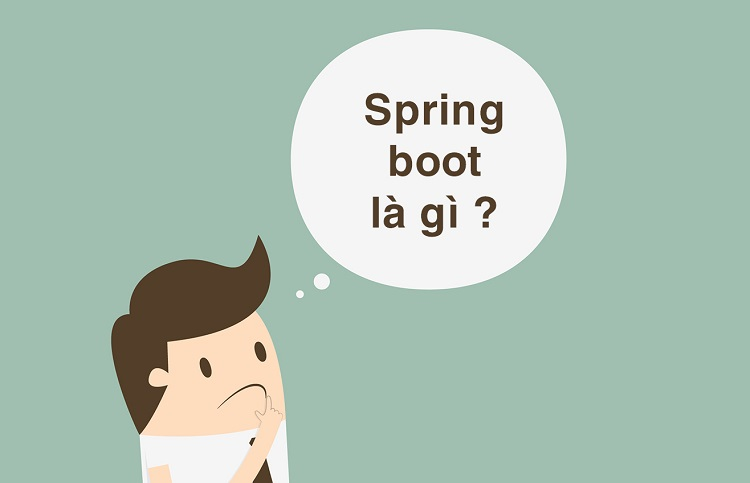 Spring
boot
là gì ?